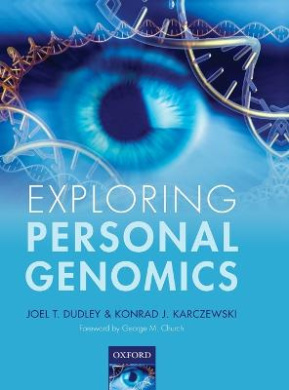 EXPLORING
PERSONAL
GENOMICS
JOEL T. DUDLEY & KONRAD J. KARCZEWSKI
Foreword by George M. Church
OXFORD